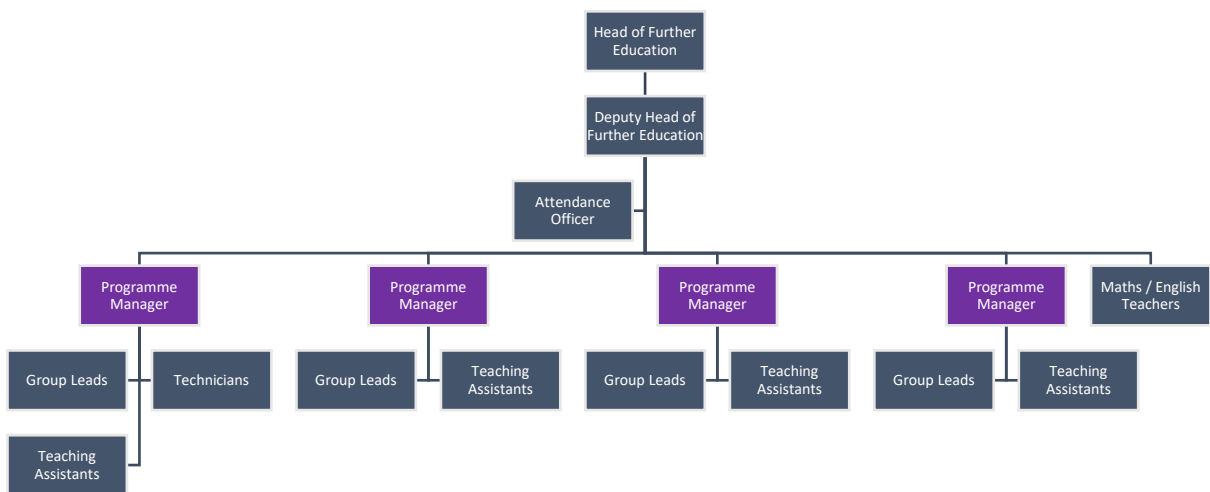 Head of Further
Education
Deputy Head of
Further Education
Attendance
Officer
Programme
Manager
Programme
Manager
Programme
Manager
Programme
Manager
Maths / English
Teachers
Group Leads
Technicians
Group Leads
Teaching
Assistants
Group Leads
Teaching
Assistants
Group Leads
Teaching
Assistants
Teaching
Assistants